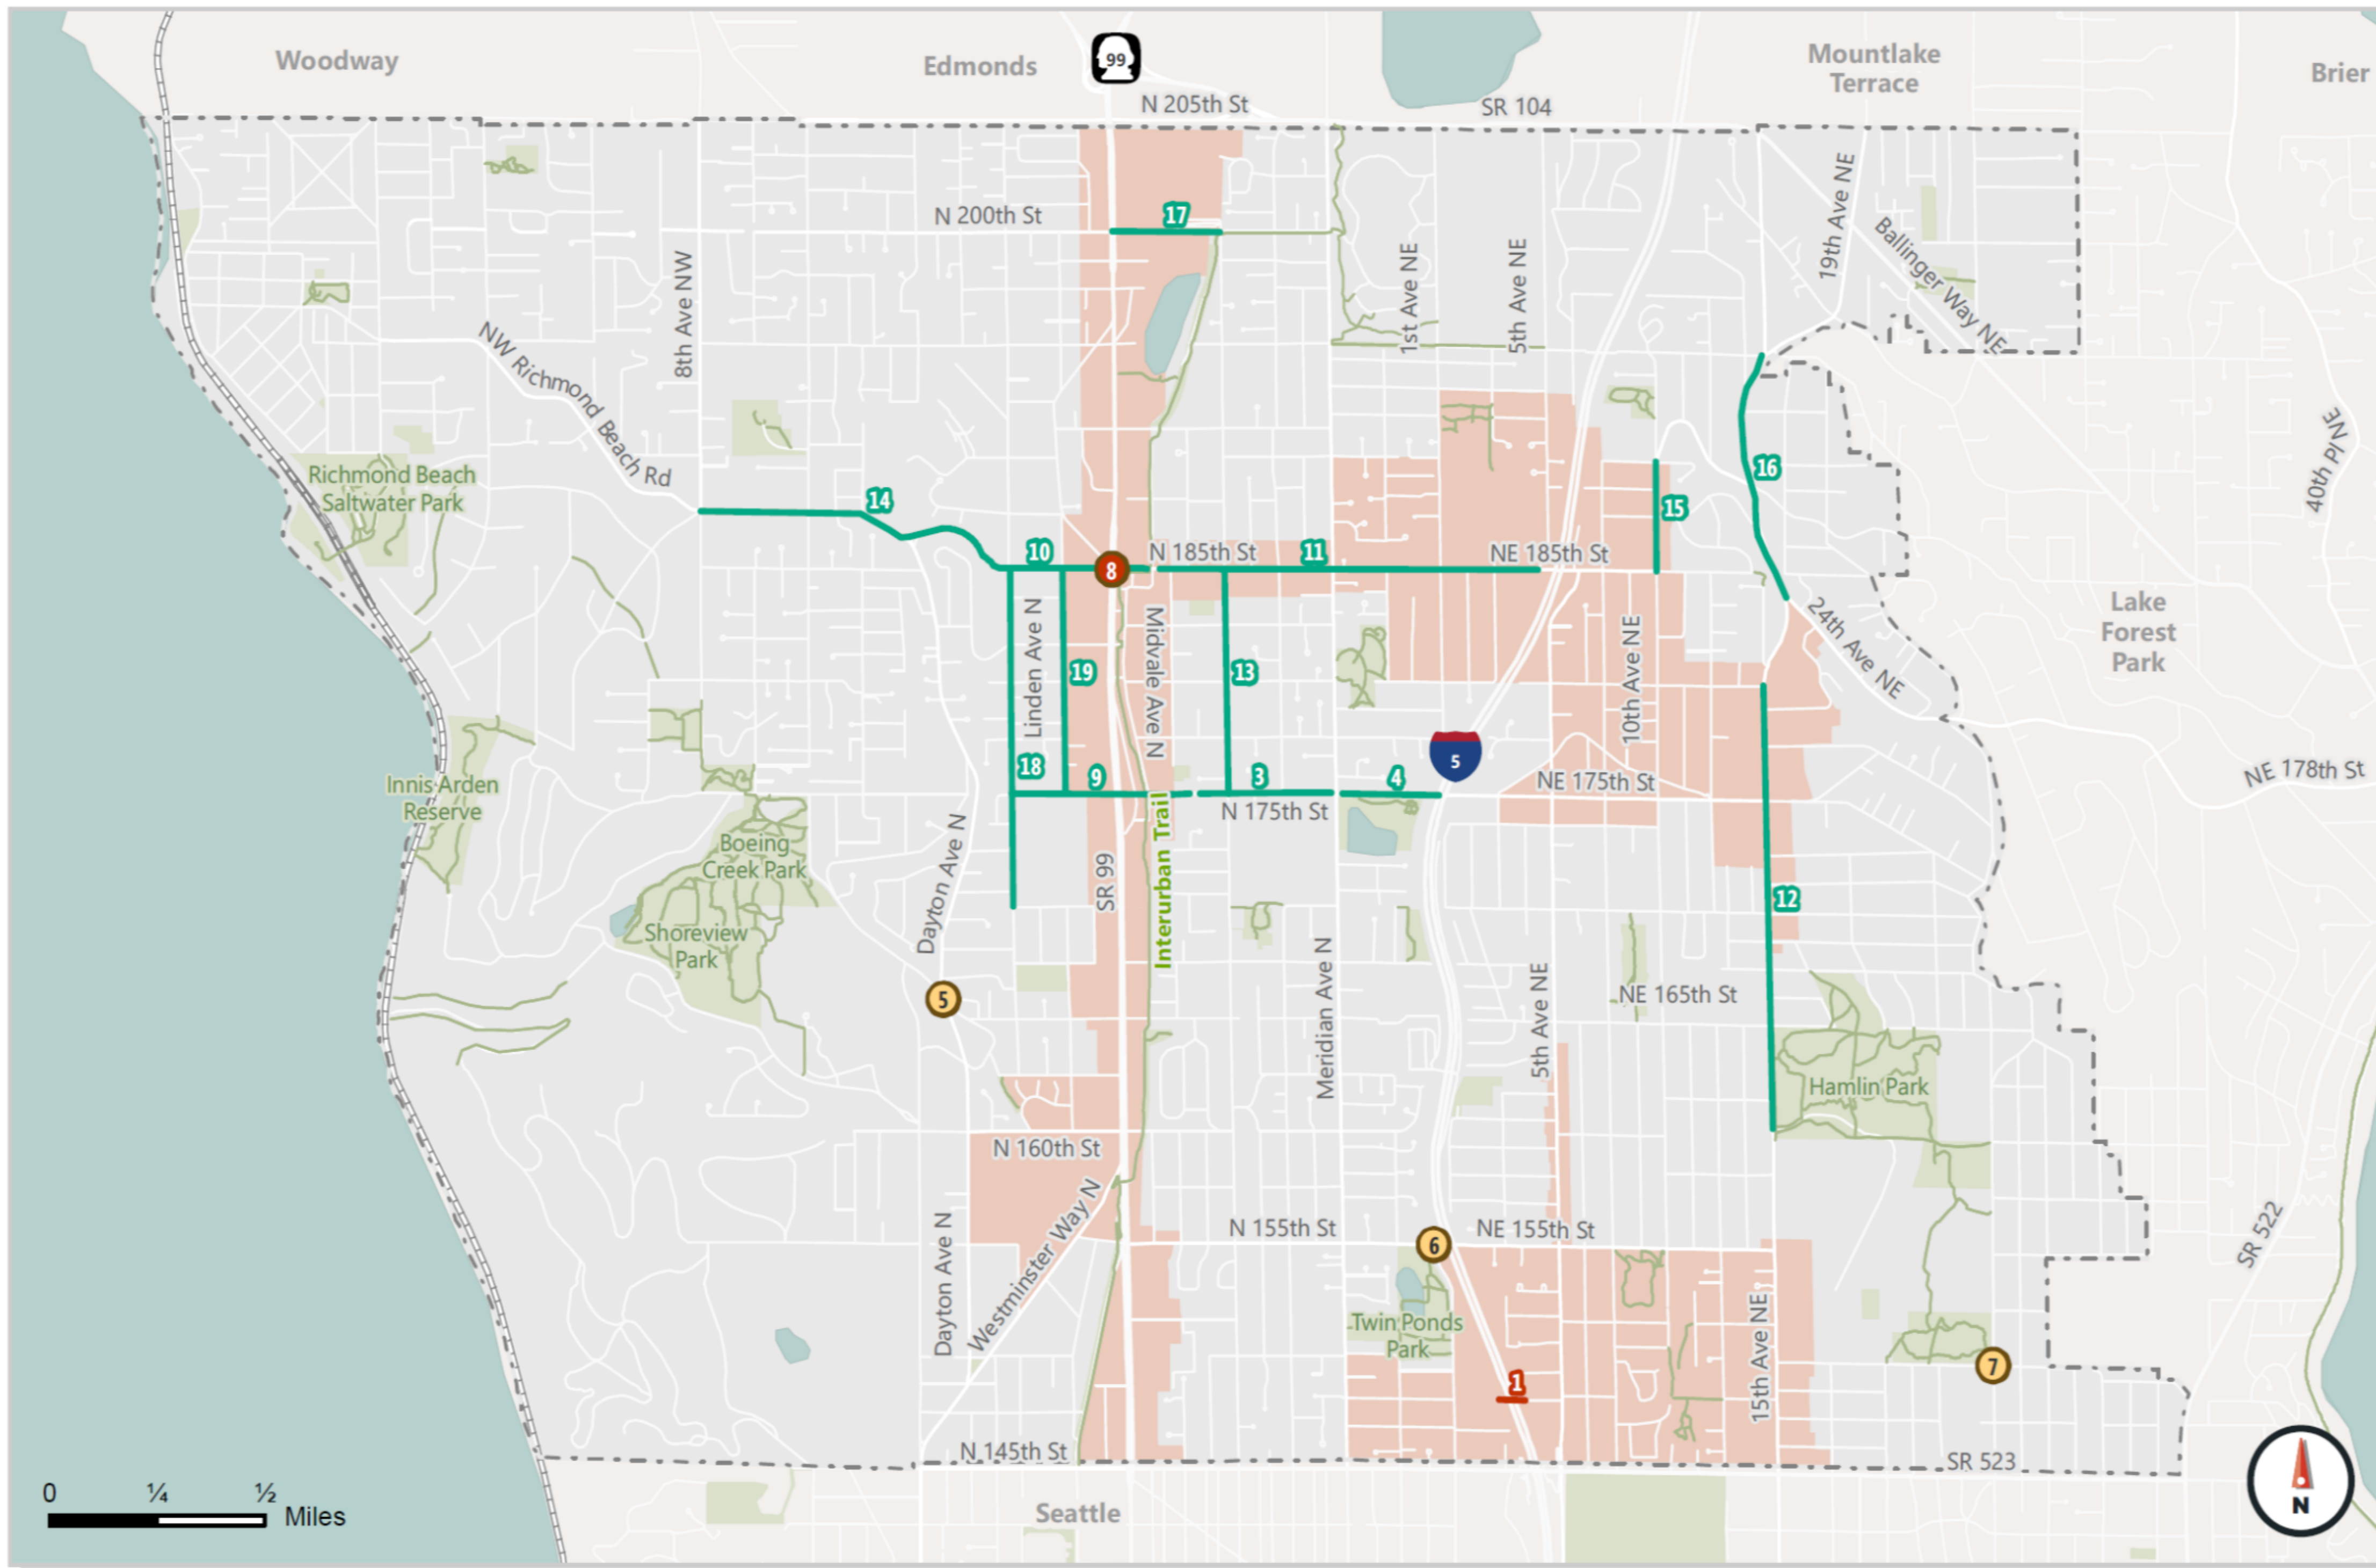 Woodway
Edmonds
99
Mountlake
Terrace
Brier
N 205th St
SR 104
N 200th St
17
19th Ave NE
Ballinger Way NE
8th Ave NW
1st Ave NE
5th Ave NE
NW Richmond Beach Rd
40th Pl NE
Richmond Beach
Saltwater Park
14
16
15
10
8
N 185th St
11
NE 185th St
Linden Ave N
19
Midvale Ave N
13
10th Ave NE
24th Ave NE
Lake
Forest
Park
18
9
3
4
5
NE 175th St
NE 178th St
N 175th St
Innis Arden
Reserve
Boeing
Creek Park
Dayton Ave N
SR 99
Interurban Trail
12
Shoreview
Park
Meridian Ave N
5th Ave NE
NE 165th St
5
Hamlin Park
N 160th St
N 155th St
6
NE 155th St
SR 522
Dayton Ave N
Westminster Way N
Twin Ponds
Park
15th Ave NE
7
1
N 145th St
SR 523
0
¼
½
Miles
Seattle
N